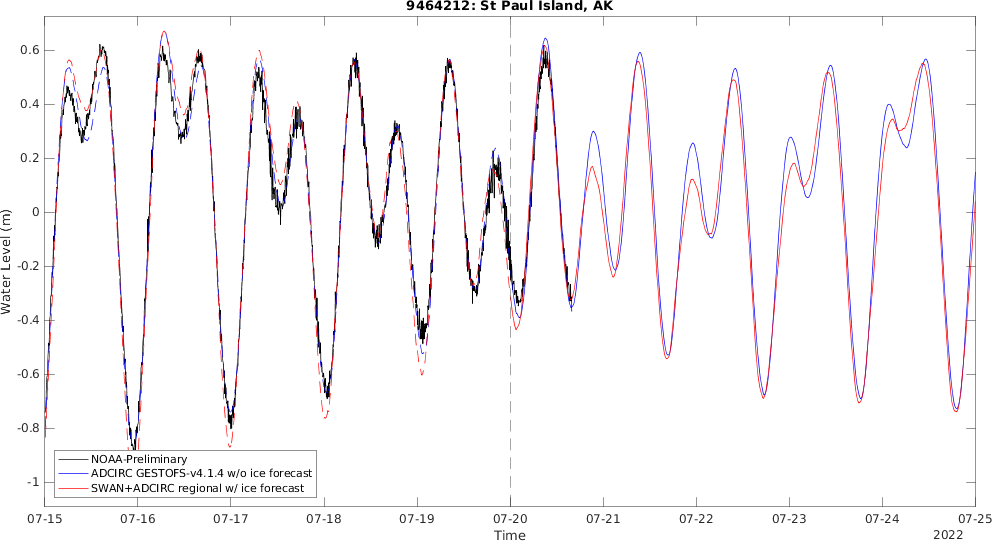 9464212: St Paul Island, AK
Water Level (m)
0.6
0.4
0.2
0
-0.2
-0.4
-0.6
-0.8
-1
NOAA-Preliminary
ADCIRC GESTOFS-v4.1.4 w/o ice forecast
SWAN+ADCIRC regional w/ ice forecast
07-15 07-16 07-17 07-18 07-19 07-20 07-21 07-22 07-23 07-24 07-25
Time
2022